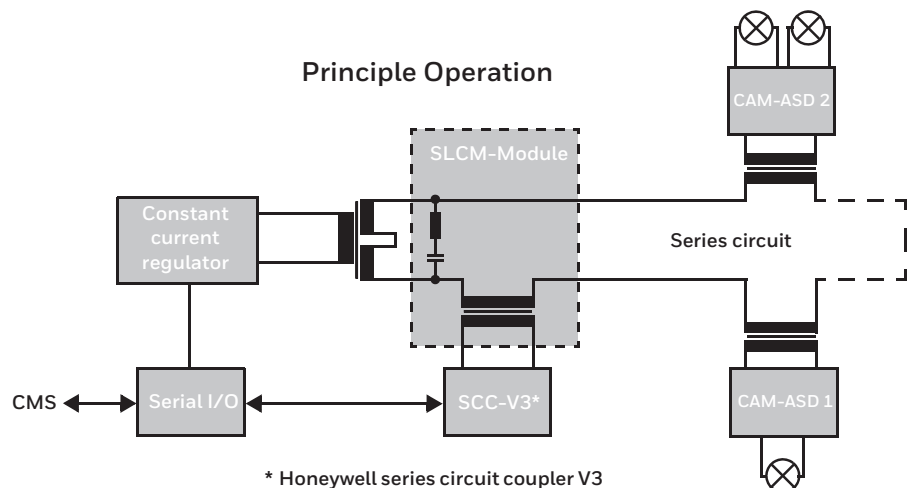 Principle Operation
CAM-ASD 2
SLCM-Module
Constant
current
regulator
Series circuit
CMS
Serial I/O
SCC-V3*
CAM-ASD 1
* Honeywell series circuit coupler V3